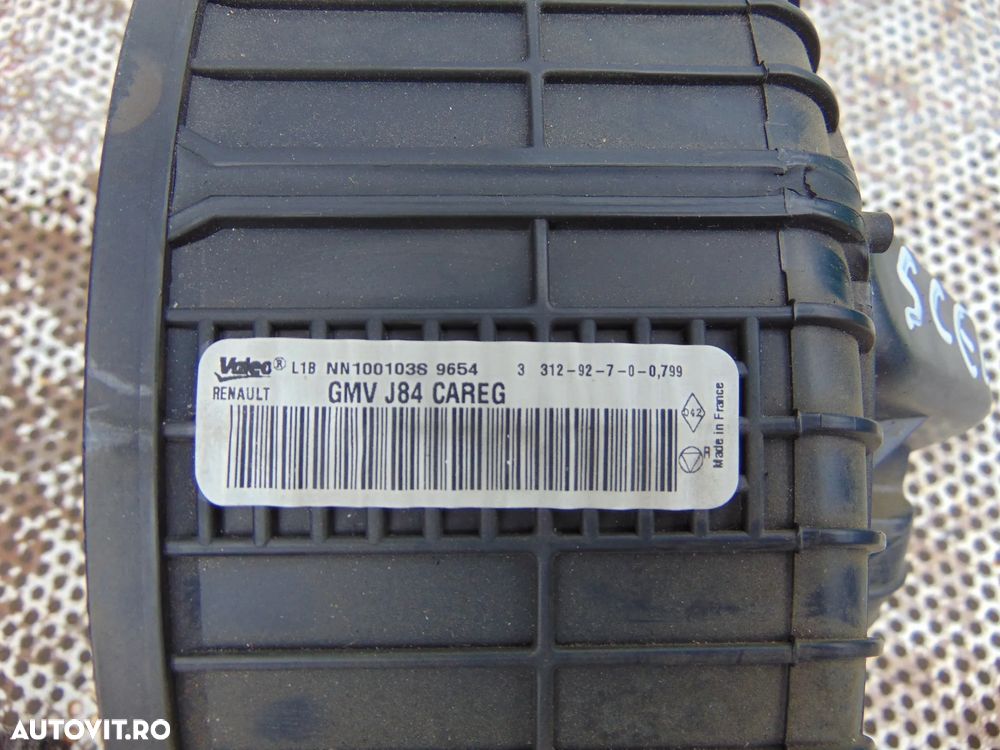 Valeo® L1B NN100103S 9654 3 312-92-7-0-0,799
RENAULT GMV J84 CAREG
042
R
Made in France
AUTOVIT.RO